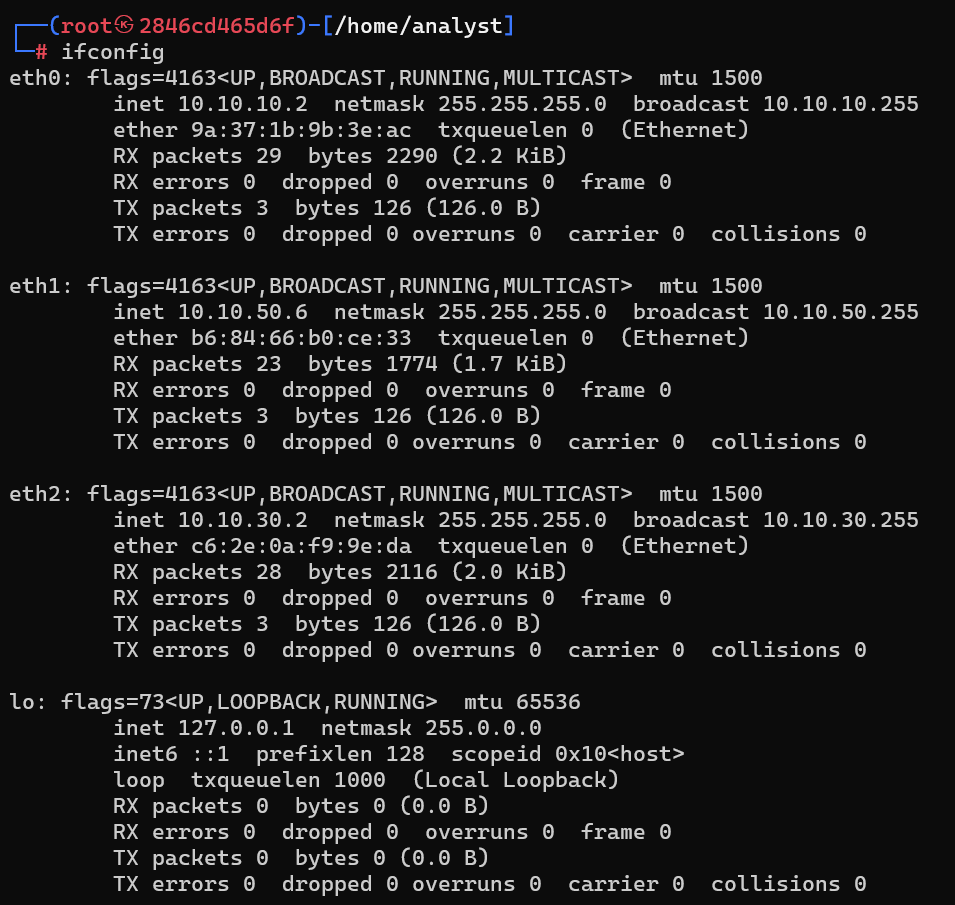 ┌──(root㉿2846cd465d6f)-[/home/analyst]
└─# ifconfig
eth0: flags=4163<UP,BROADCAST,RUNNING,MULTICAST>  mtu 1500
        inet 10.10.10.2  netmask 255.255.255.0  broadcast 10.10.10.255
        ether 9a:37:1b:9b:3e:ac  txqueuelen 0  (Ethernet)
        RX packets 29  bytes 2290 (2.2 KiB)
        RX errors 0  dropped 0  overruns 0  frame 0
        TX packets 3  bytes 126 (126.0 B)
        TX errors 0  dropped 0 overruns 0  carrier 0  collisions 0

eth1: flags=4163<UP,BROADCAST,RUNNING,MULTICAST>  mtu 1500
        inet 10.10.50.6  netmask 255.255.255.0  broadcast 10.10.50.255
        ether b6:84:66:b0:ce:33  txqueuelen 0  (Ethernet)
        RX packets 23  bytes 1774 (1.7 KiB)
        RX errors 0  dropped 0  overruns 0  frame 0
        TX packets 3  bytes 126 (126.0 B)
        TX errors 0  dropped 0 overruns 0  carrier 0  collisions 0

eth2: flags=4163<UP,BROADCAST,RUNNING,MULTICAST>  mtu 1500
        inet 10.10.30.2  netmask 255.255.255.0  broadcast 10.10.30.255
        ether c6:2e:0a:f9:9e:da  txqueuelen 0  (Ethernet)
        RX packets 28  bytes 2116 (2.0 KiB)
        RX errors 0  dropped 0  overruns 0  frame 0
        TX packets 3  bytes 126 (126.0 B)
        TX errors 0  dropped 0 overruns 0  carrier 0  collisions 0

lo: flags=73<UP,LOOPBACK,RUNNING>  mtu 65536
        inet 127.0.0.1  netmask 255.0.0.0
        inet6 ::1  prefixlen 128  scopeid 0x10<host>
        loop  txqueuelen 1000  (Local Loopback)
        RX packets 0  bytes 0 (0.0 B)
        RX errors 0  dropped 0  overruns 0  frame 0
        TX packets 0  bytes 0 (0.0 B)
        TX errors 0  dropped 0 overruns 0  carrier 0  collisions 0